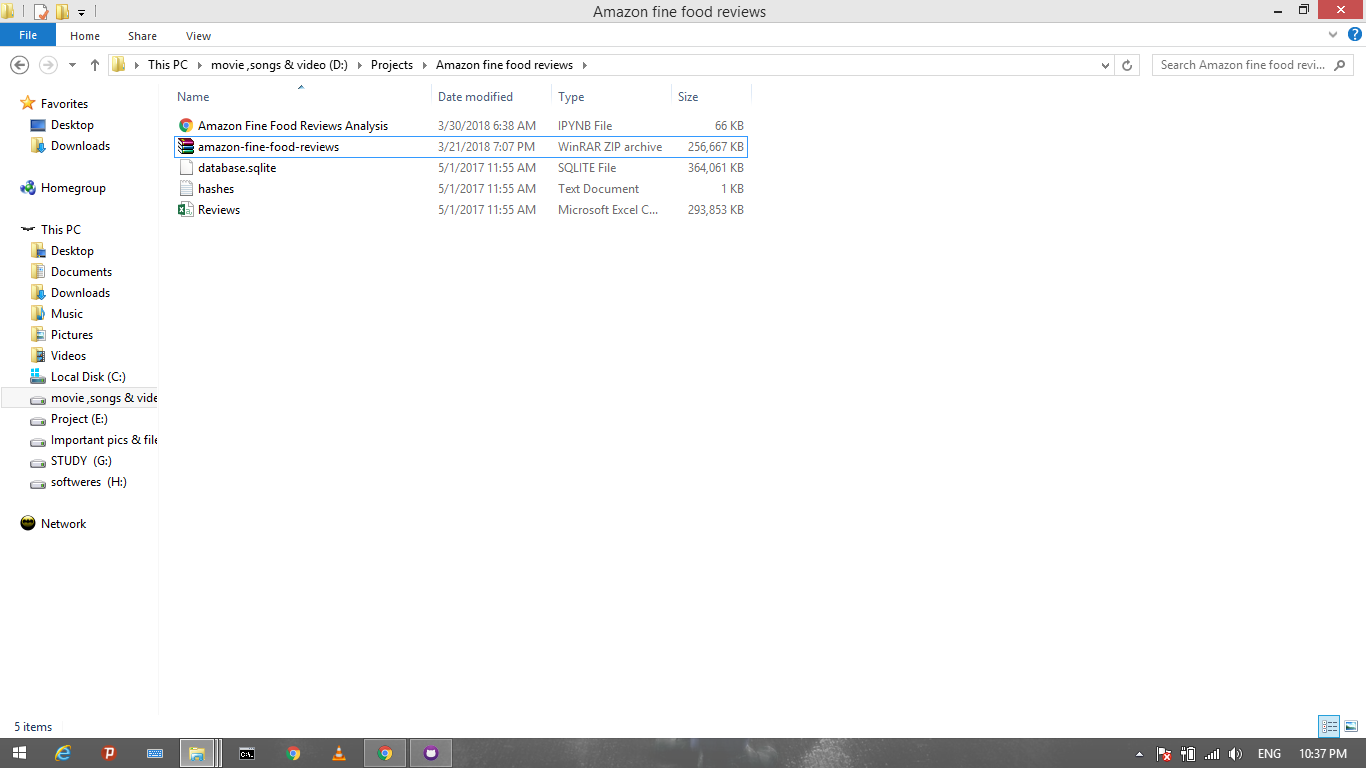 Amazon fine food reviews
File Home Share View
This PC movie ,songs & video (D:) Projects Amazon fine food reviews
Search Amazon fine food revi...
Name Date modified Type Size
Amazon Fine Food Reviews Analysis 3/30/2018 6:38 AM IPYNB File 66 KB
amazon-fine-food-reviews 3/21/2018 7:07 PM WinRAR ZIP archive 256,667 KB
database.sqlite 5/1/2017 11:55 AM SQLITE File 364,061 KB
hashes 5/1/2017 11:55 AM Text Document 1 KB
Reviews 5/1/2017 11:55 AM Microsoft Excel C... 293,853 KB
Favorites
Desktop
Downloads
Homegroup
This PC
Desktop
Documents
Downloads
Music
Pictures
Videos
Local Disk (C:)
movie ,songs & vide
Project (E:)
Important pics & file
STUDY (G:)
softweres (H:)
Network
5 items
ENG 10:37 PM